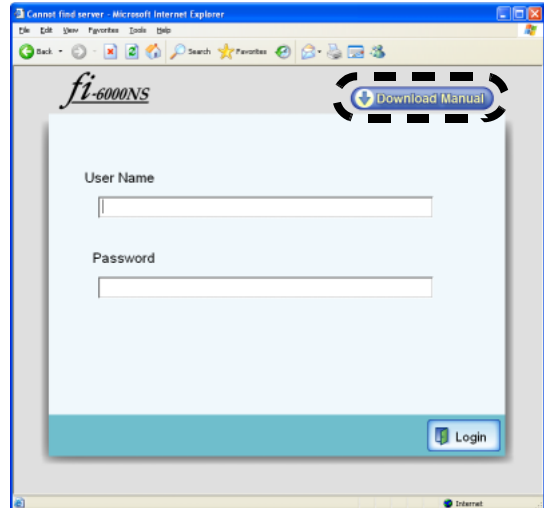 Cannot find server - Microsoft Internet Explorer
File Edit View Favorites Tools Help
Back Search Favorites
fi-6000NS
Download Manual
User Name
Password
Login
Internet